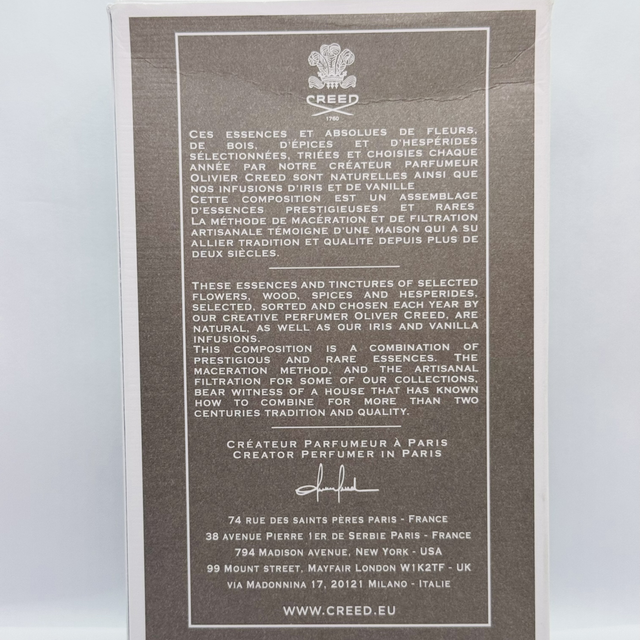 CREED
1760
CES ESSENCES ET ABSOLUES DE FLEURS,
DE BOIS, D'ÉPICES ET D'HESPÉRIDES
SÉLECTIONNÉES, TRIÉES ET CHOISIES CHAQUE
ANNÉE PAR NOTRE CRÉATEUR PARFUMEUR
OLIVIER CREED SONT NATURELLES AINSI QUE
NOS INFUSIONS D'IRIS ET DE VANILLE
CETTE COMPOSITION EST UN ASSEMBLAGE
D'ESSENCES PRESTIGIEUSES ET RARES
LA MÉTHODE DE MACÉRATION ET DE FILTRATION
ARTISANALE TÉMOIGNE D'UNE MAISON QUI A SU
ALLIER TRADITION ET QUALITE DEPUIS PLUS DE
DEUX SIÈCLES.
THESE ESSENCES AND TINCTURES OF SELECTED
FLOWERS, WOOD, SPICES AND HESPERIDES,
SELECTED, SORTED AND CHOSEN EACH YEAR BY
OUR CREATIVE PERFUMER OLIVER CREED, ARE
NATURAL, AS WELL AS OUR IRIS AND VANILLA
INFUSIONS.
THIS COMPOSITION IS A COMBINATION OF
PRESTIGIOUS AND RARE ESSENCES. THE
MACERATION METHOD, AND THE ARTISANAL
FILTRATION FOR SOME OF OUR COLLECTIONS,
BEAR WITNESS OF A HOUSE THAT HAS KNOWN
HOW TO COMBINE FOR MORE THAN TWO
CENTURIES TRADITION AND QUALITY.
CRÉATEUR PARFUMEUR À PARIS
CREATOR PERFUMER IN PARIS
74 RUE DES SAINTS PÈRES PARIS - FRANCE
38 AVENUE PIERRE 1ER DE SERBIE PARIS - FRANCE
794 MADISON AVENUE, NEW YORK - USA
99 MOUNT STREET, MAYFAIR LONDON W1K2TF - UK
VIA MADONNINA 17, 20121 MILANO - ITALIE
WWW.CREED.EU